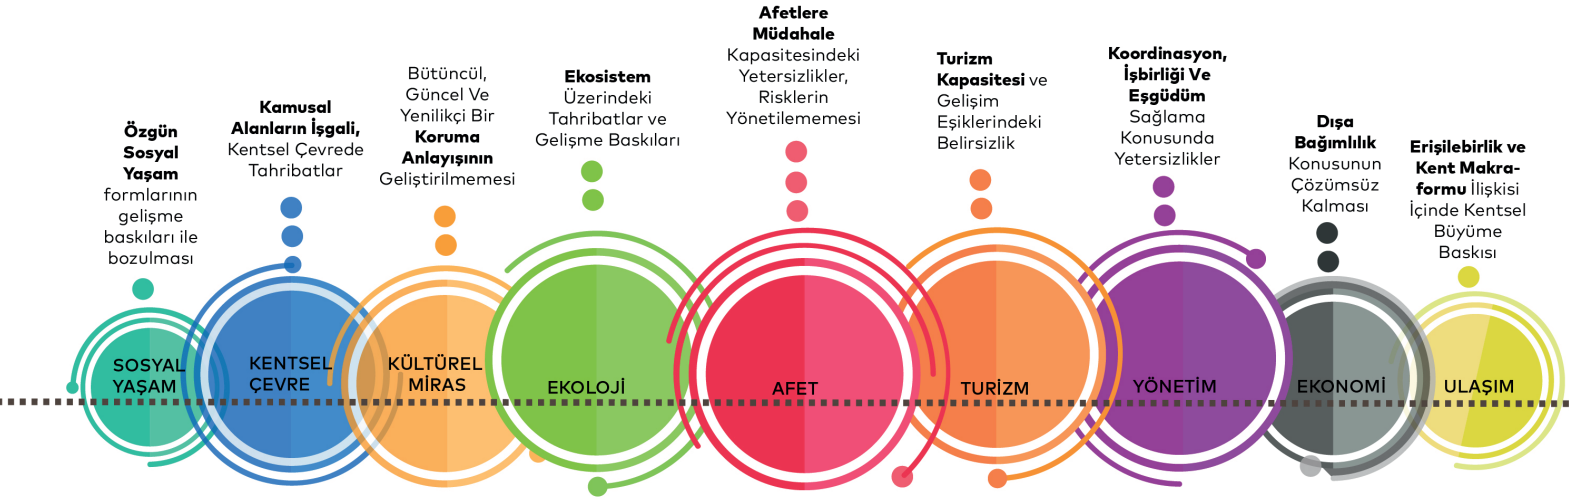 Özgün
Sosyal
Yaşam
formlarının
gelişme
baskıları ile
bozulması
SOSYAL
YAŞAM
Kamusal
Alanların İşgali,
Kentsel Çevrede
Tahribatlar
KENTSEL
ÇEVRE
Bütüncül,
Güncel Ve
Yenilikçi Bir
Koruma
Anlayışının
Geliştirilmemesi
KÜLTÜREL
MİRAS
Ekosistem
Üzerindeki
Tahribatlar ve
Gelişme Baskıları
EKOLOJİ
Afetlere
Müdahale
Kapasitesindeki
Yetersizlikler,
Risklerin
Yönetilememesi
AFET
Turizm
Kapasitesi ve
Gelişim
Eşiklerindeki
Belirsizlik
TURİZM
Koordinasyon,
İşbirliği Ve
Eşgüdüm
Sağlama
Konusunda
Yetersizlikler
YÖNETİM
Dışa
Bağımlılık
Konusunun
Çözümsüz
Kalması
EKONOMİ
Erişilebirlik ve
Kent Makra-
formu İlişkisi
İçinde Kentsel
Büyüme
Baskısı
ULAŞIM